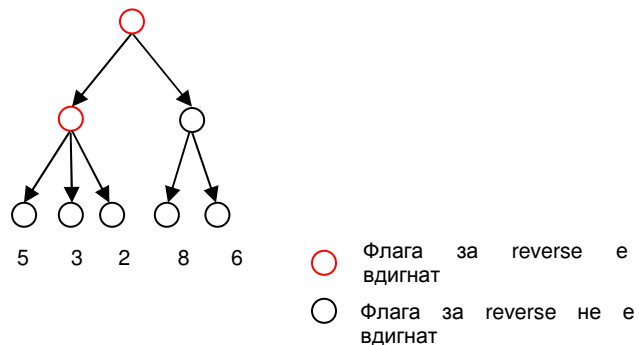 5 3 2 8 6
Флага за reverse е
вдигнат
Флага за reverse не е
вдигнат